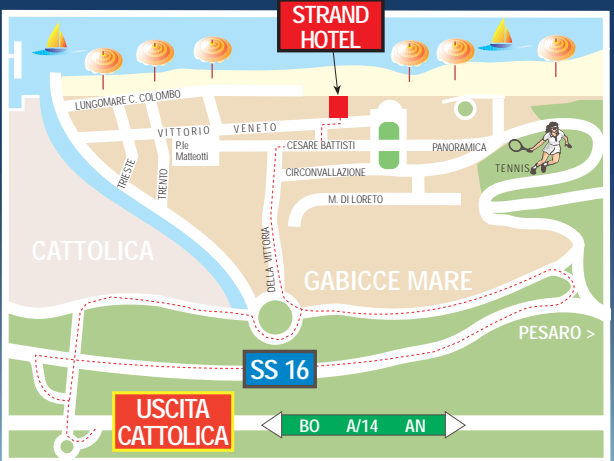 STRAND
HOTEL
LUNGOMARE C. COLOMBO
VITTORIO VENETO
P.le
Matteotti
CESARE BATTISTI
PANORAMICA
TRIESTE
TRENTO
CIRCONVALLAZIONE
TENNIS
M. DI LORETO
DELLA VITTORIA
CATTOLICA
GABICCE MARE
PESARO >
SS 16
USCITA
CATTOLICA
BO A/14 AN